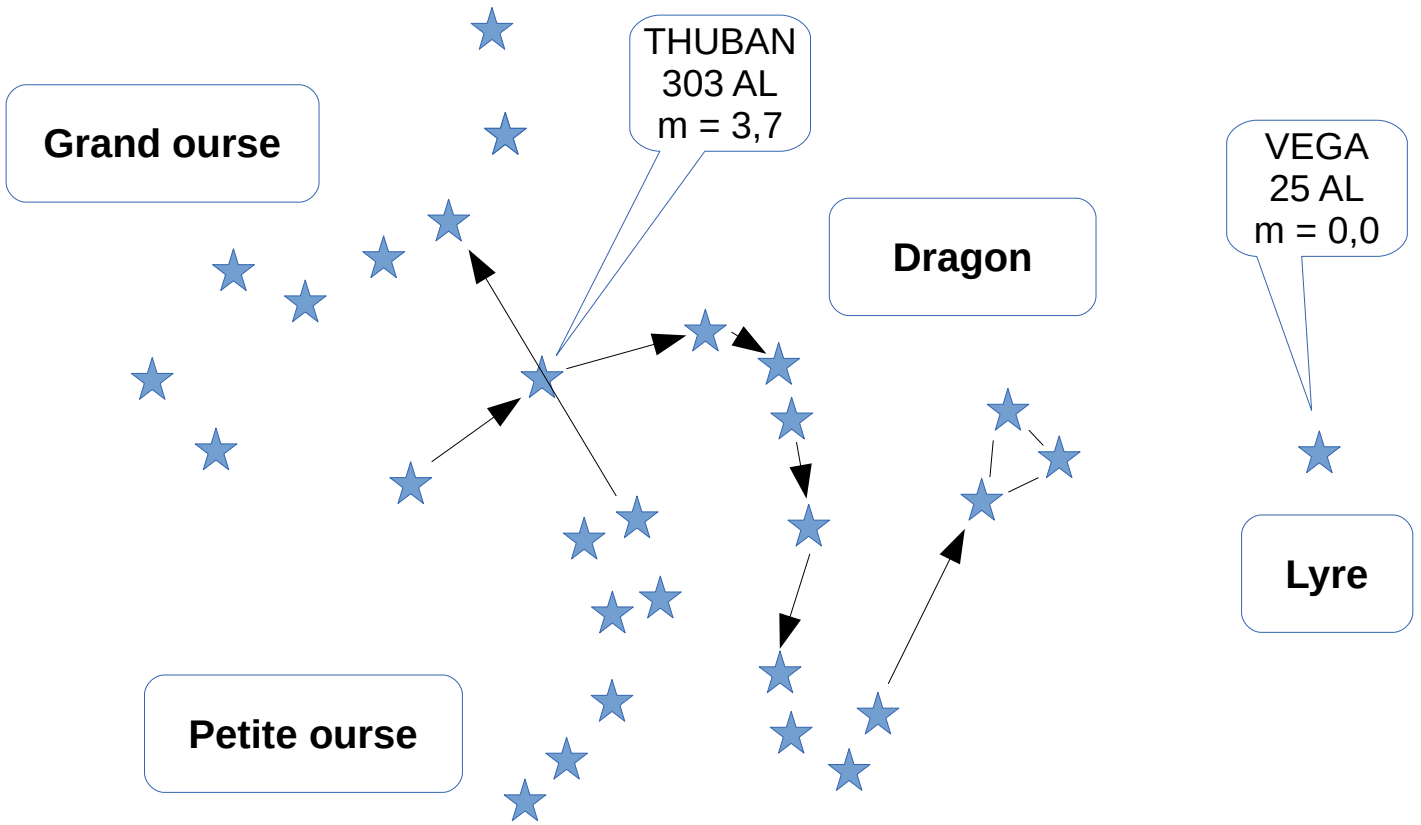 THUBAN
303 AL
m = 3,7
Grand ourse
VEGA
25 AL
m = 0,0
Dragon
Lyre
Petite ourse